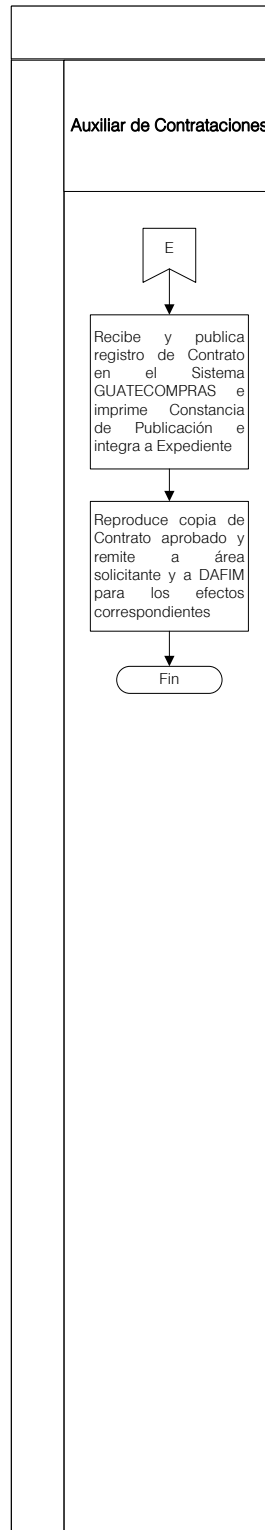 Auxiliar de Contrataciones
E
Recibe y publica
registro de Contrato
en el Sistema
GUATECOMPRAS e
imprime Constancia
de Publicación e
integra a Expediente
Reproduce copia de
Contrato aprobado y
remite a área
solicitante y a DAFIM
para los efectos
correspondientes
Fin